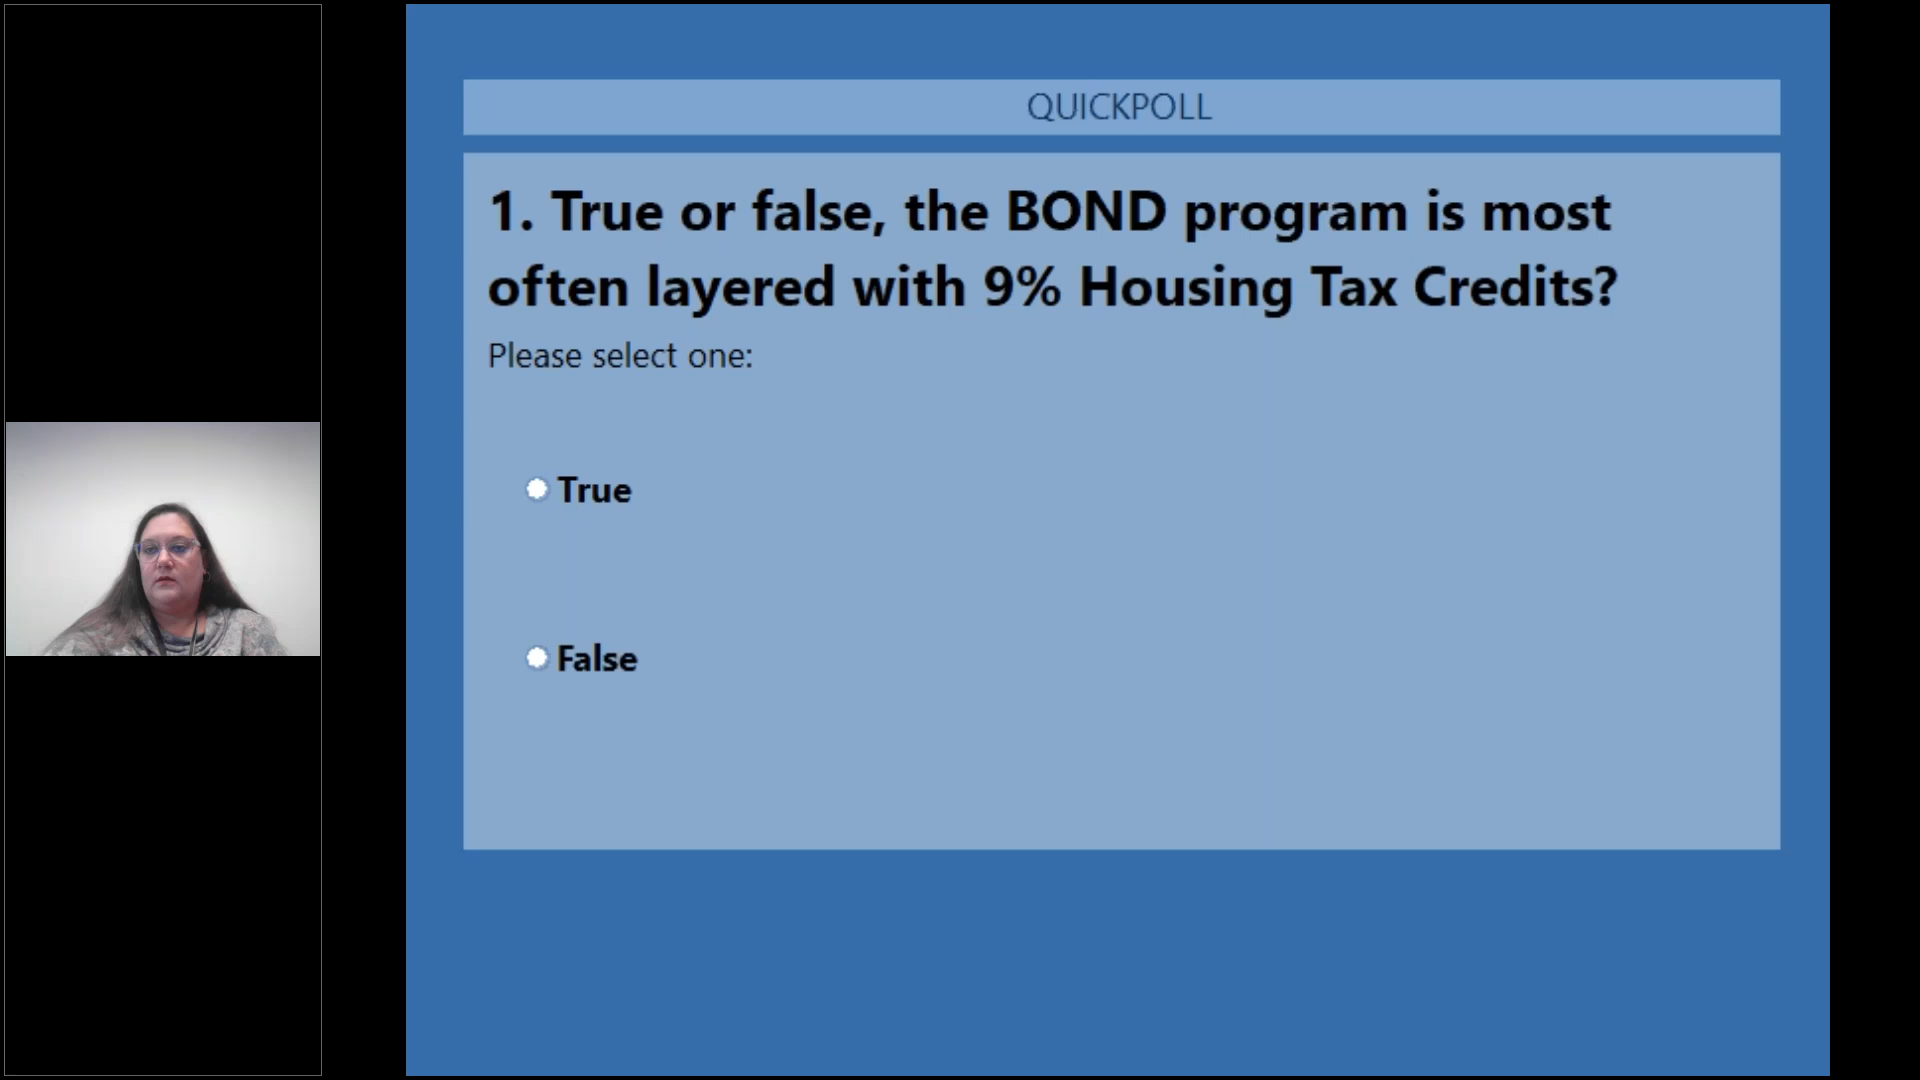 QUICKPOLL
1. True or false, the BOND program is most
often layered with 9% Housing Tax Credits?
Please select one:
True
False